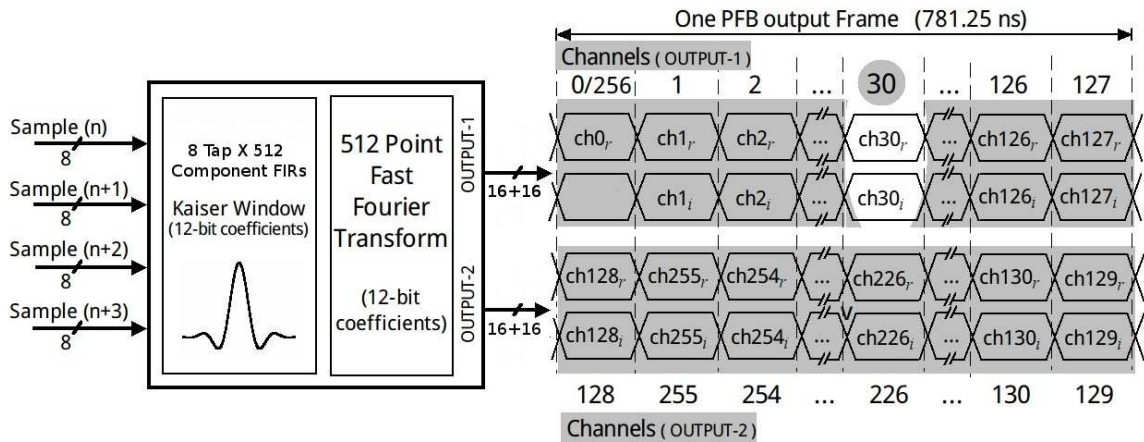 One PFB output Frame (781.25 ns)
Channels ( OUTPUT-1 )
0/256 1 2 ... 30 ... 126 127
Sample (n)
8
Sample (n+1)
8
Sample (n+2)
8
Sample (n+3)
8
8 Tap X 512
Component FIRs
Kaiser Window
(12-bit coefficients)
512 Point
Fast
Fourier
Transform
(12-bit
coefficients)
OUTPUT-1
OUTPUT-2
16+16
16+16
ch0r ch1r ch2r ... ch30r ... ch126r ch127r
ch1i ch2i ... ch30i ... ch126i ch127i
ch128r ch255r ch254r ... ch226r ... ch130r ch129r
v
ch128i ch255i ch254i ... ch226i ... ch130i ch129i
128 255 254 ... 226 ... 130 129
Channels ( OUTPUT-2 )